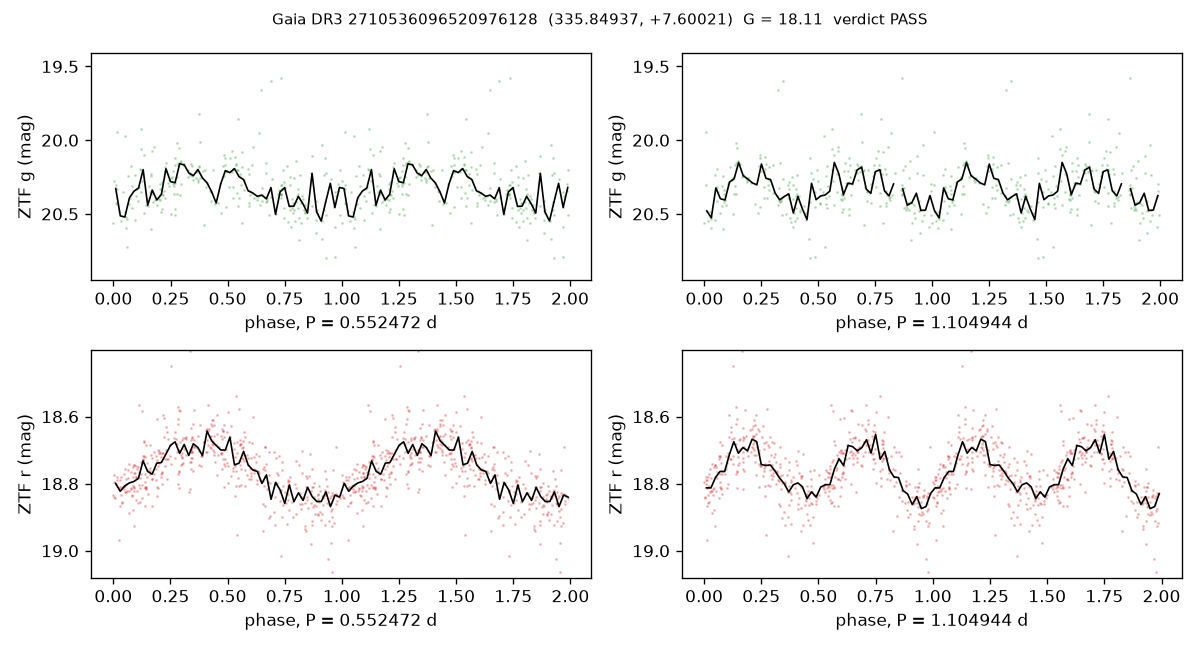 Gaia DR3 2710536096520976128 (335.84937, +7.60021) G = 18.11 verdict PASS
ZTF g (mag)
19.5
20.0
20.5
0.00 0.25 0.50 0.75 1.00 1.25 1.50 1.75 2.00
phase, P = 0.552472 d
ZTF g (mag)
19.5
20.0
20.5
0.00 0.25 0.50 0.75 1.00 1.25 1.50 1.75 2.00
phase, P = 1.104944 d
ZTF r (mag)
18.6
18.8
19.0
0.00 0.25 0.50 0.75 1.00 1.25 1.50 1.75 2.00
phase, P = 0.552472 d
ZTF r (mag)
18.6
18.8
19.0
0.00 0.25 0.50 0.75 1.00 1.25 1.50 1.75 2.00
phase, P = 1.104944 d